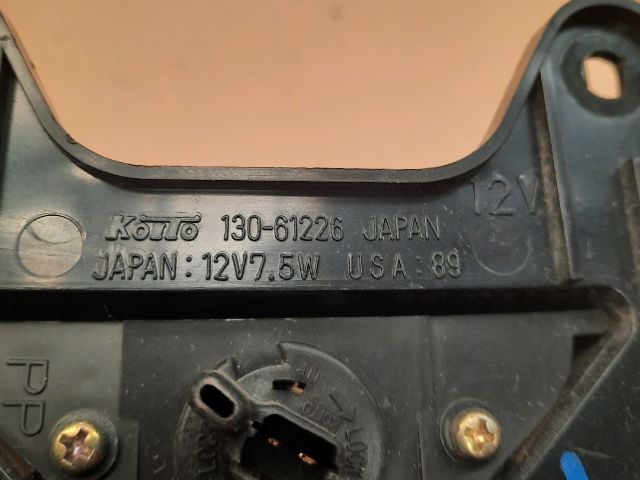 12V
KOITO 130-61226 JAPAN
JAPAN: 12V7.5W USA: 89
PP
LOCK